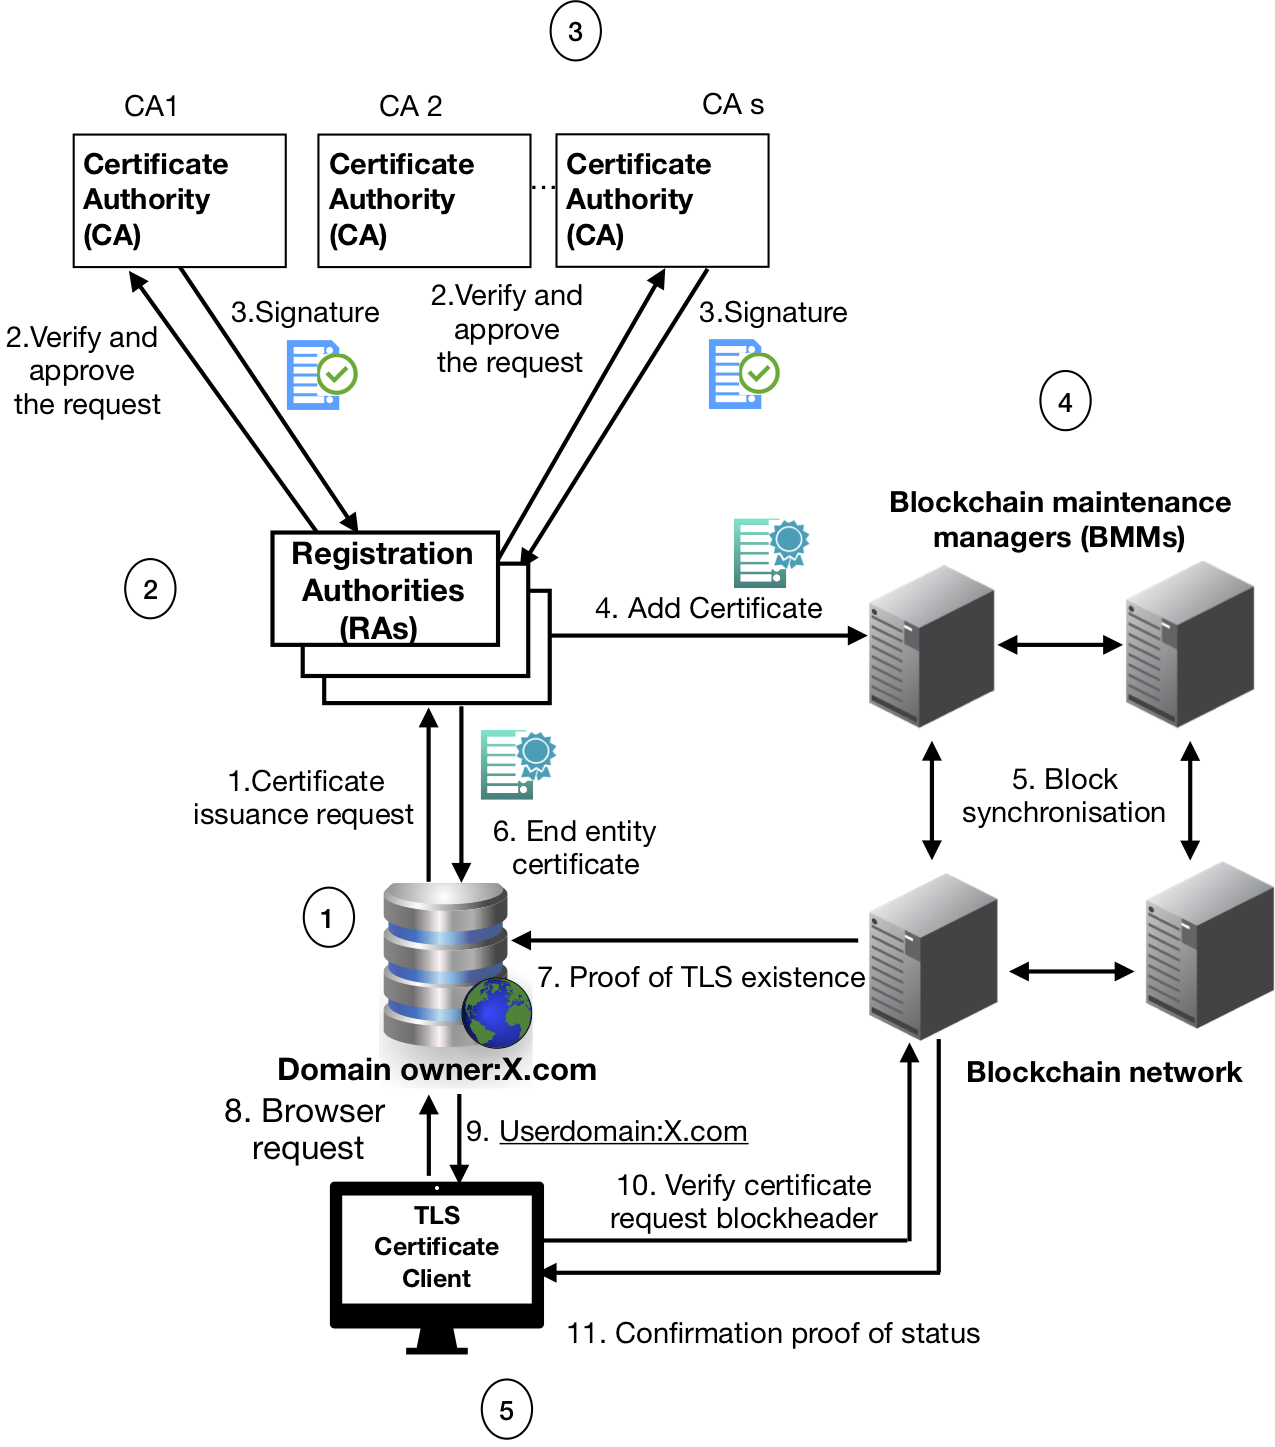 3
CA1
CA 2
CA s
Certificate
Authority
(CA)
Certificate
Authority
(CA)
...
Certificate
Authority
(CA)
2.Verify and
approve
the request
3.Signature
2.Verify and
approve
the request
3.Signature
4
Blockchain maintenance
managers (BMMs)
2
Registration
Authorities
(RAs)
4. Add Certificate
1.Certificate
issuance request
6. End entity
certificate
5. Block
synchronisation
1
7. Proof of TLS existence
Domain owner:X.com
Blockchain network
8. Browser
request
9. Userdomain:X.com
10. Verify certificate
request blockheader
TLS
Certificate
Client
11. Confirmation proof of status
5